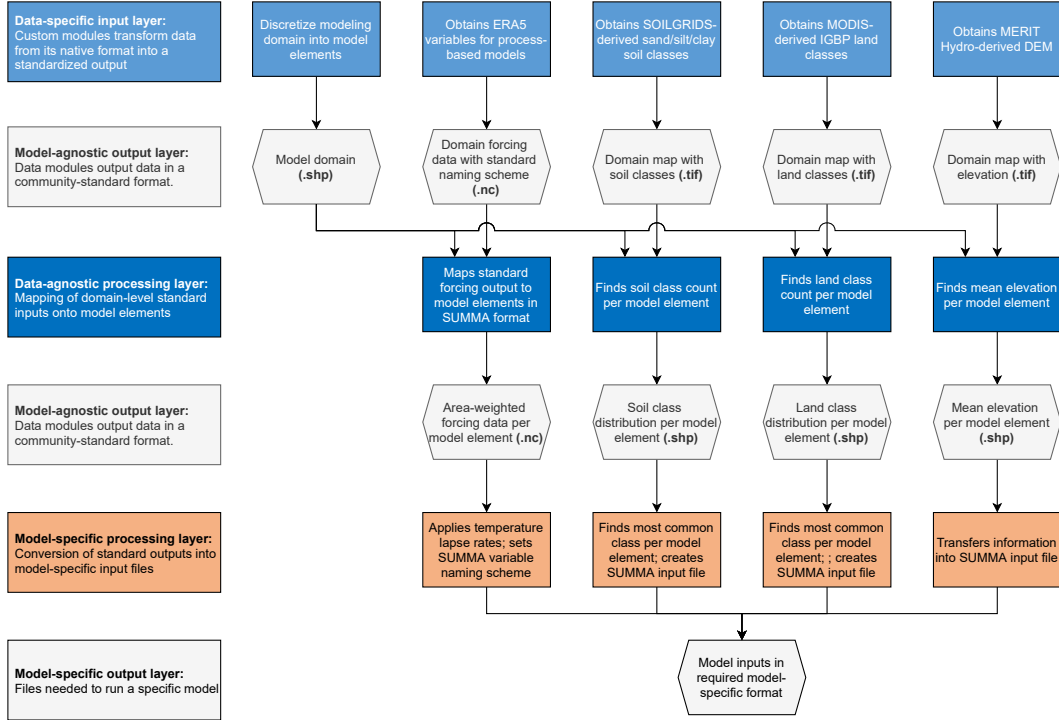 Data-specific input layer:
Custom modules transform data
from its native format into a
standardized output
Discretize modeling
domain into model
elements
Obtains ERA5
variables for process-
based models
Obtains SOILGRIDS-
derived sand/silt/clay
soil classes
Obtains MODIS-
derived IGBP land
classes
Obtains MERIT
Hydro-derived DEM
Model-agnostic output layer:
Data modules output data in a
community-standard format.
Model domain
(.shp)
Domain forcing
data with standard
naming scheme
(.nc)
Domain map with
soil classes (.tif)
Domain map with
land classes (.tif)
Domain map with
elevation (.tif)
Data-agnostic processing layer:
Mapping of domain-level standard
inputs onto model elements
Maps standard
forcing output to
model elements in
SUMMA format
Finds soil class count
per model element
Finds land class
count per model
element
Finds mean elevation
per model element
Model-agnostic output layer:
Data modules output data in a
community-standard format.
Area-weighted
forcing data per
model element (.nc)
Soil class
distribution per model
element (.shp)
Land class
distribution per model
element (.shp)
Mean elevation
per model element
(.shp)
Model-specific processing layer:
Conversion of standard outputs into
model-specific input files
Applies temperature
lapse rates; sets
SUMMA variable
naming scheme
Finds most common
class per model
element; creates
SUMMA input file
Finds most common
class per model
element; ; creates
SUMMA input file
Transfers information
into SUMMA input file
Model-specific output layer:
Files needed to run a specific model
Model inputs in
required model-
specific format